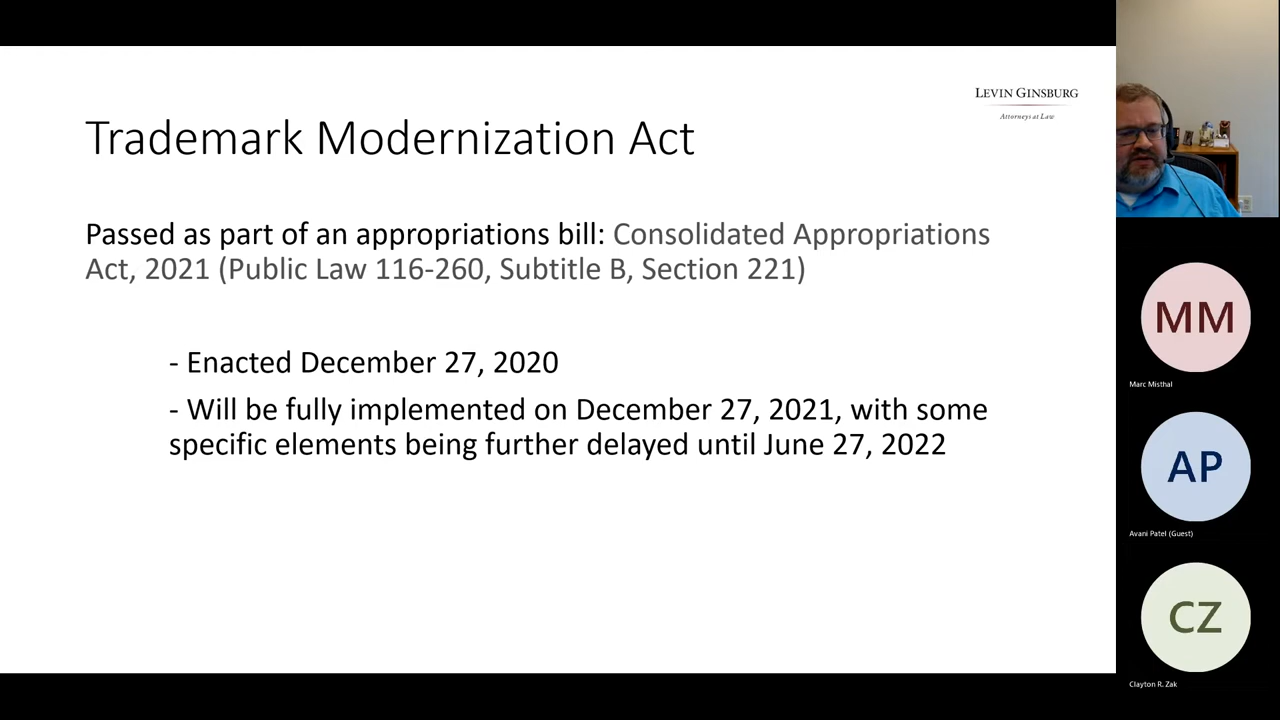 LEVIN GINSBURG
Attorneys at Law
Trademark Modernization Act
Passed as part of an appropriations bill: Consolidated Appropriations
Act, 2021 (Public Law 116-260, Subtitle B, Section 221)
- Enacted December 27, 2020
- Will be fully implemented on December 27, 2021, with some
specific elements being further delayed until June 27, 2022
MM
Marc Misthal
AP
Avani Patel (Guest)
CZ
Clayton R. Zak